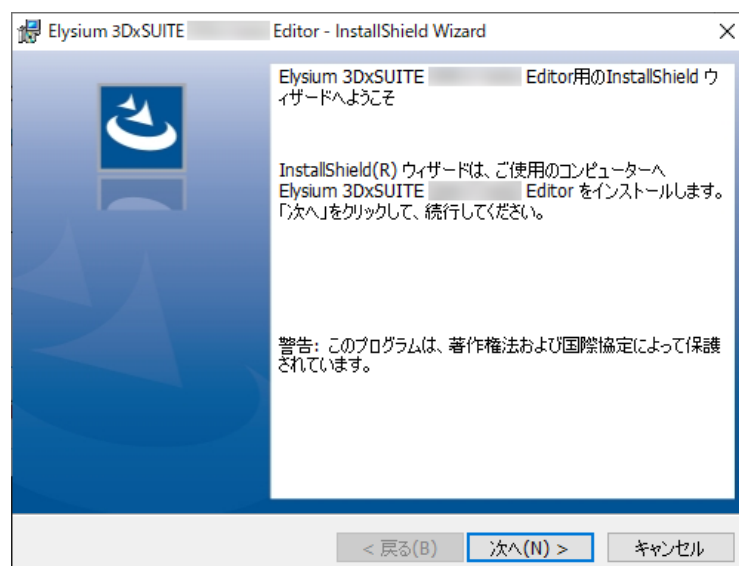 Elysium 3DxSUITE Editor - InstallShield Wizard
Elysium 3DxSUITE Editor用のInstallShield ウ
ィザードへようこそ
InstallShield(R) ウィザードは、ご使用のコンピューターへ
Elysium 3DxSUITE Editor をインストールします。
「次へ」をクリックして、続行してください。
警告: このプログラムは、著作権法および国際協定によって保護
されています。
< 戻る(B) 次へ(N) > キャンセル